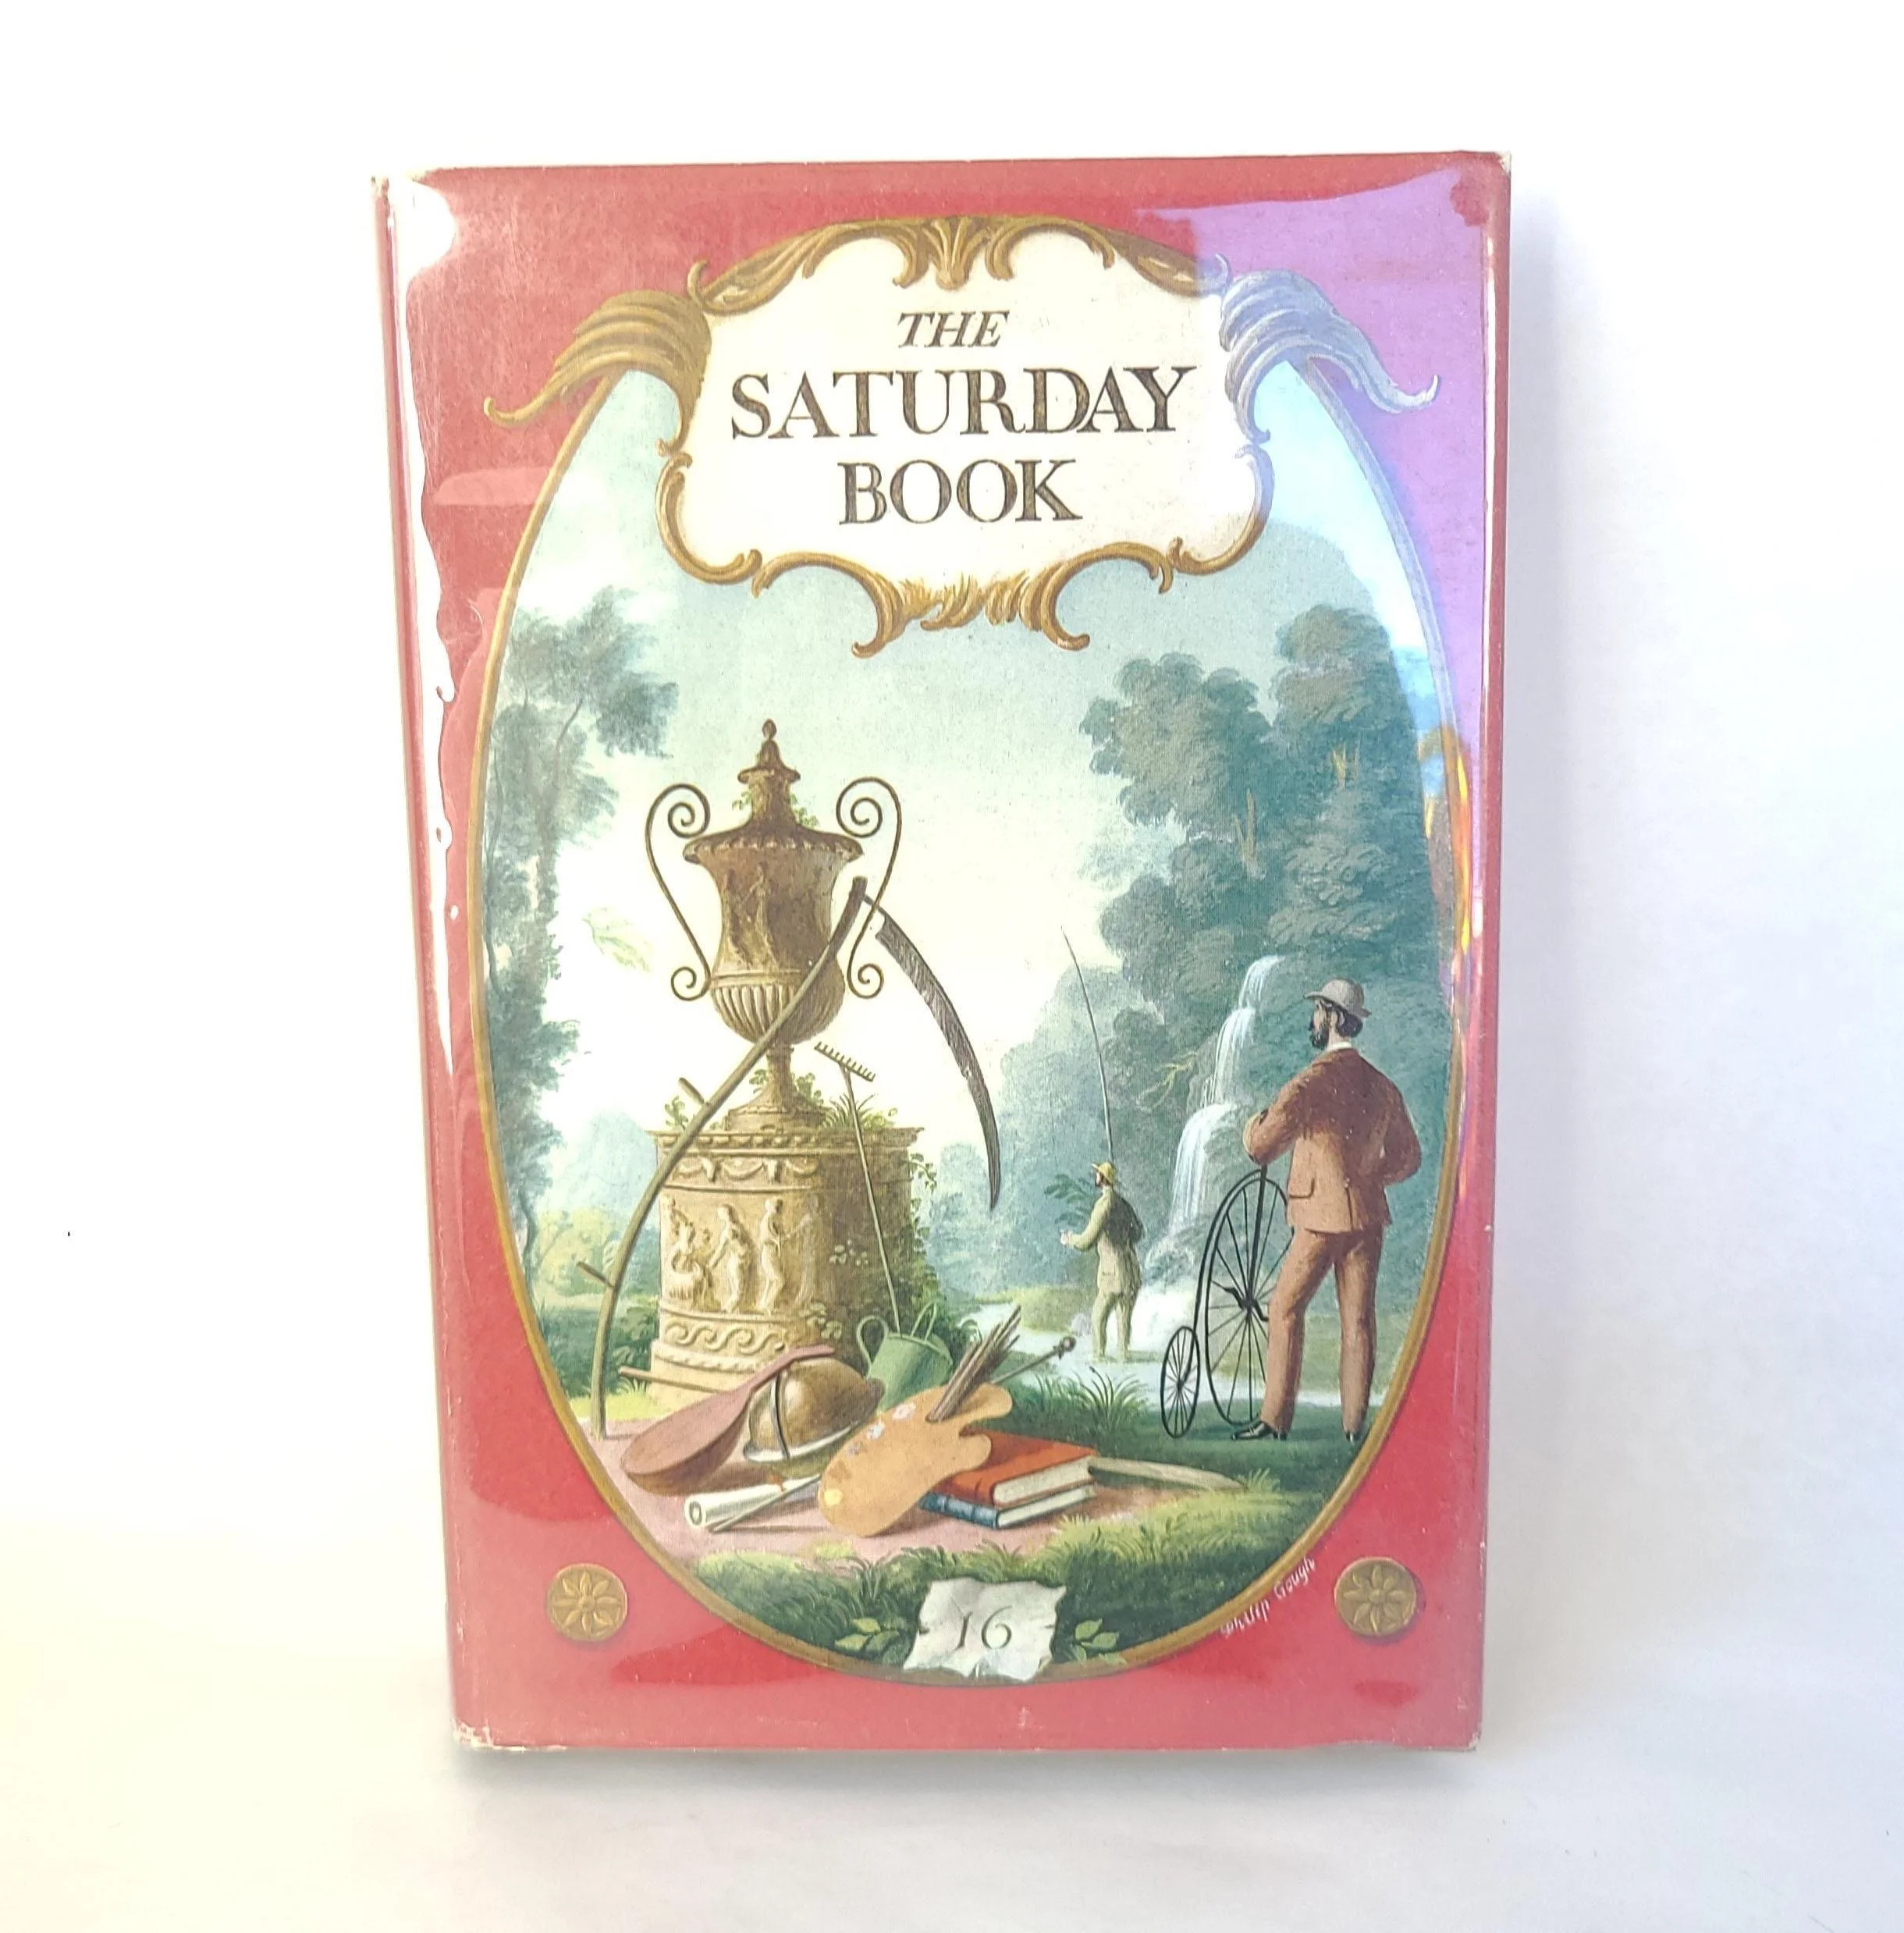 THE
SATURDAY
BOOK
Philip Gough
16